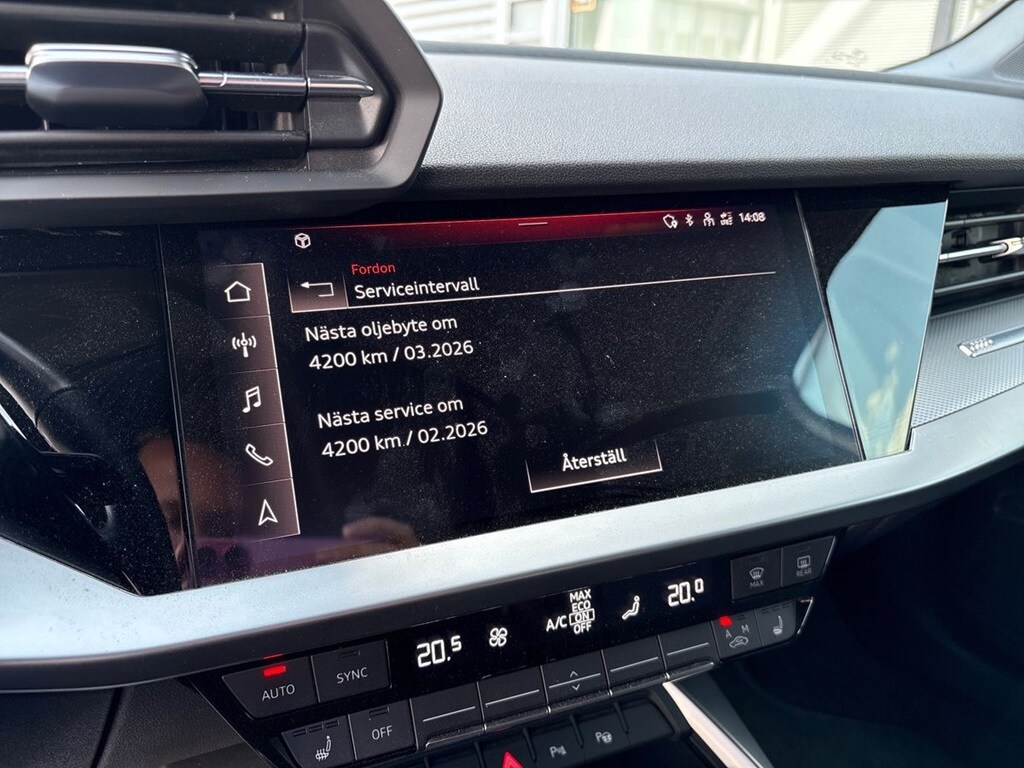 14:08
Fordon
Serviceintervall
Nästa oljebyte om
4200 km / 03.2026
Nästa service om
4200 km / 02.2026
Återställ
MAX
REAR
20.5
A/C
MAX
ECO
ON
OFF
20.0
AUTO
SYNC
A M
OFF